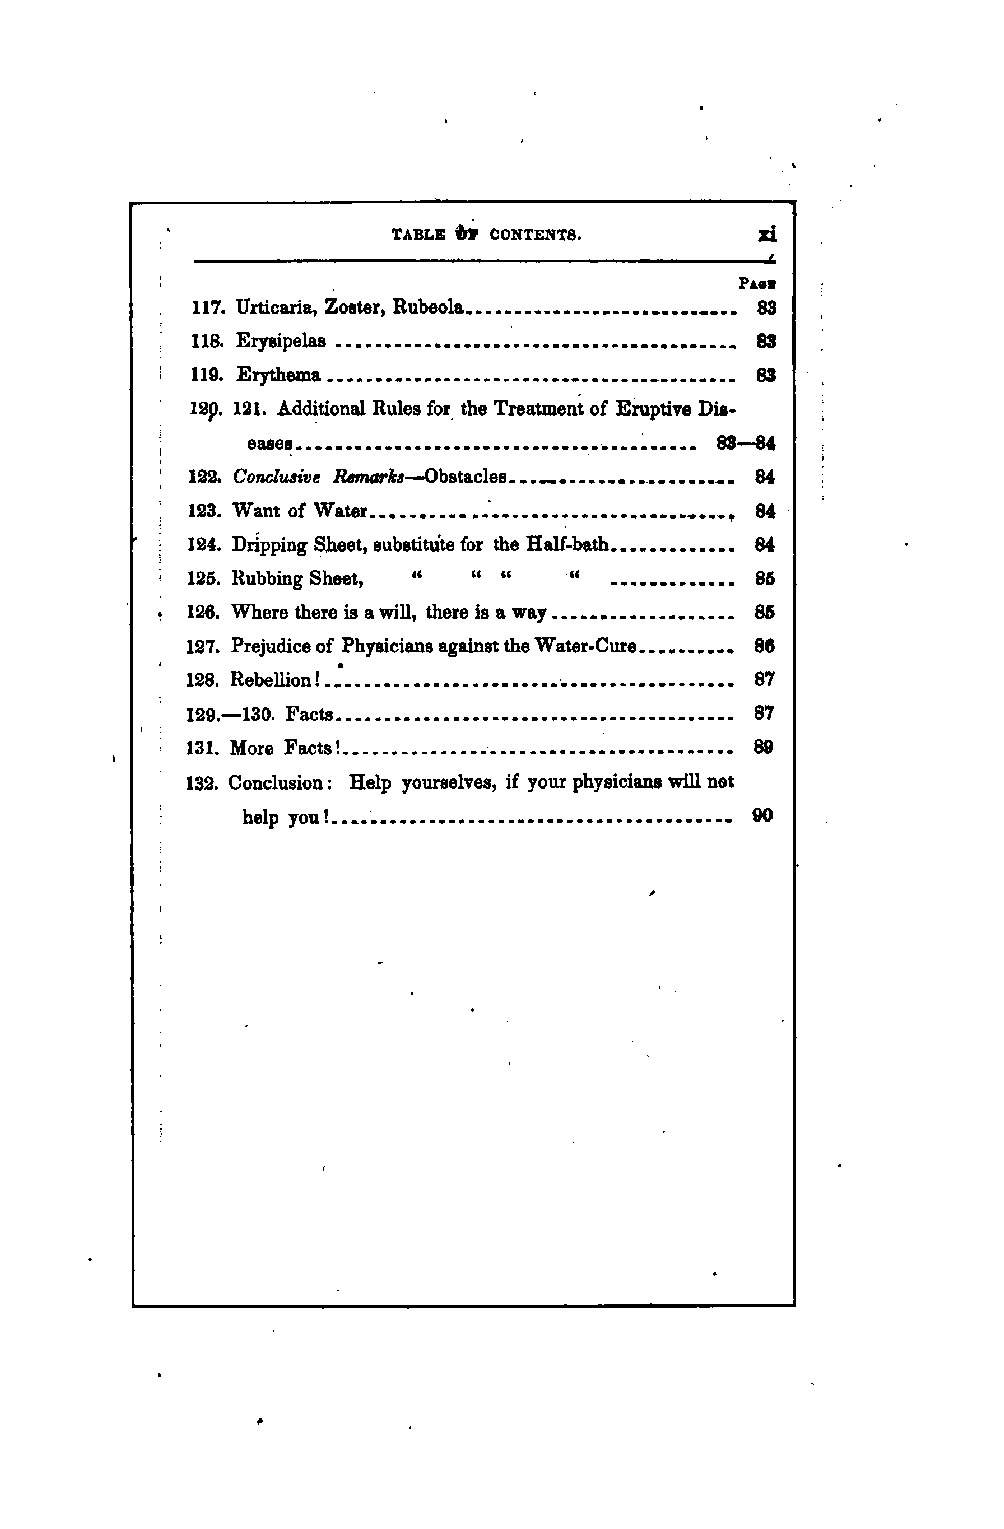 TABLE OF CONTENTS. xi
PAGE
117. Urticaria, Zoster, Rubeola............................ 83
118. Erysipelas ........................................ 83
119. Erythema ........................................ 83
120. 121. Additional Rules for the Treatment of Eruptive Dis-
eases........................................ 83—84
122. Conclusive Remarks—Obstacles........................ 84
123. Want of Water..................................... 84
124. Dripping Sheet, substitute for the Half-bath............. 84
125. Rubbing Sheet, “ “ “ “ ............. 85
126. Where there is a will, there is a way................... 85
127. Prejudice of Physicians against the Water-Cure.......... 86
128. Rebellion!........................................ 87
129.—130. Facts........................................ 87
131. More Facts!....................................... 89
132. Conclusion: Help yourselves, if your physicians will not
help you!........................................ 90